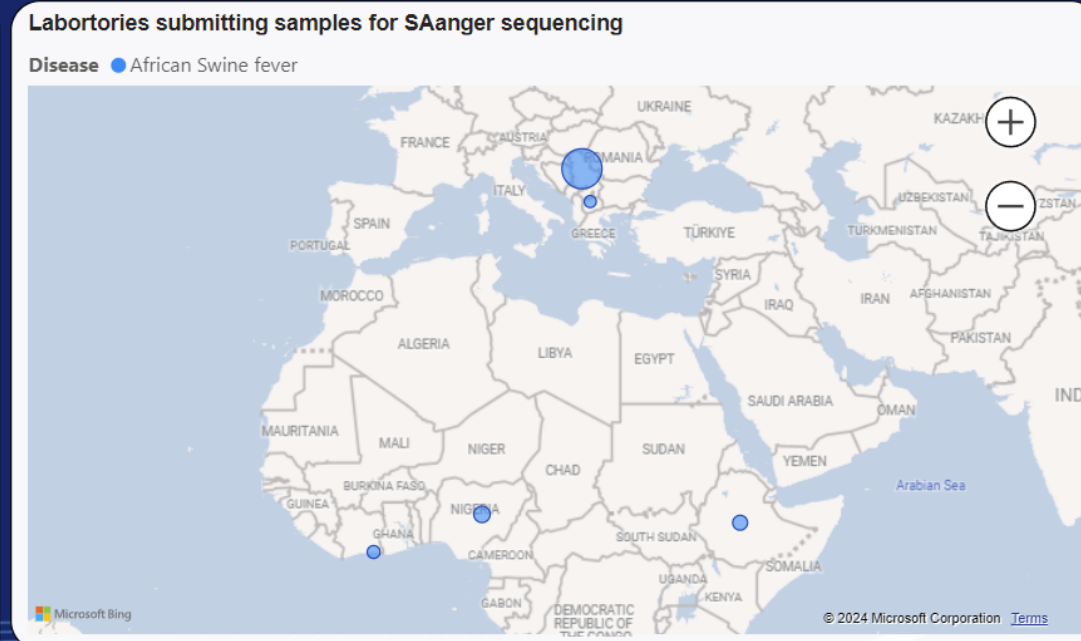 Labortories submitting samples for SAanger sequencing
Disease African Swine fever
UKRAINE
KAZAKH
FRANCE
AUSTRIA
ROMANIA
ITALY
UZBEKISTAN
SPAIN
GREECE
TÜRKIYE
TURKMENISTAN
TAJIKISTAN
PORTUGAL
SYRIA
MOROCCO
IRAQ
IRAN
AFGHANISTAN
ALGERIA
LIBYA
EGYPT
PAKISTAN
SAUDI ARABIA
IND
OMAN
MAURITANIA
MALI
NIGER
SUDAN
CHAD
YEMEN
BURKINA FASO
Arabian Sea
GUINEA
NIGERIA
GHANA
SOUTH SUDAN
CAMEROON
SOMALIA
UGANDA
KENYA
GABON
DEMOCRATIC
REPUBLIC OF
THE CONGO
Microsoft Bing
© 2024 Microsoft Corporation Terms